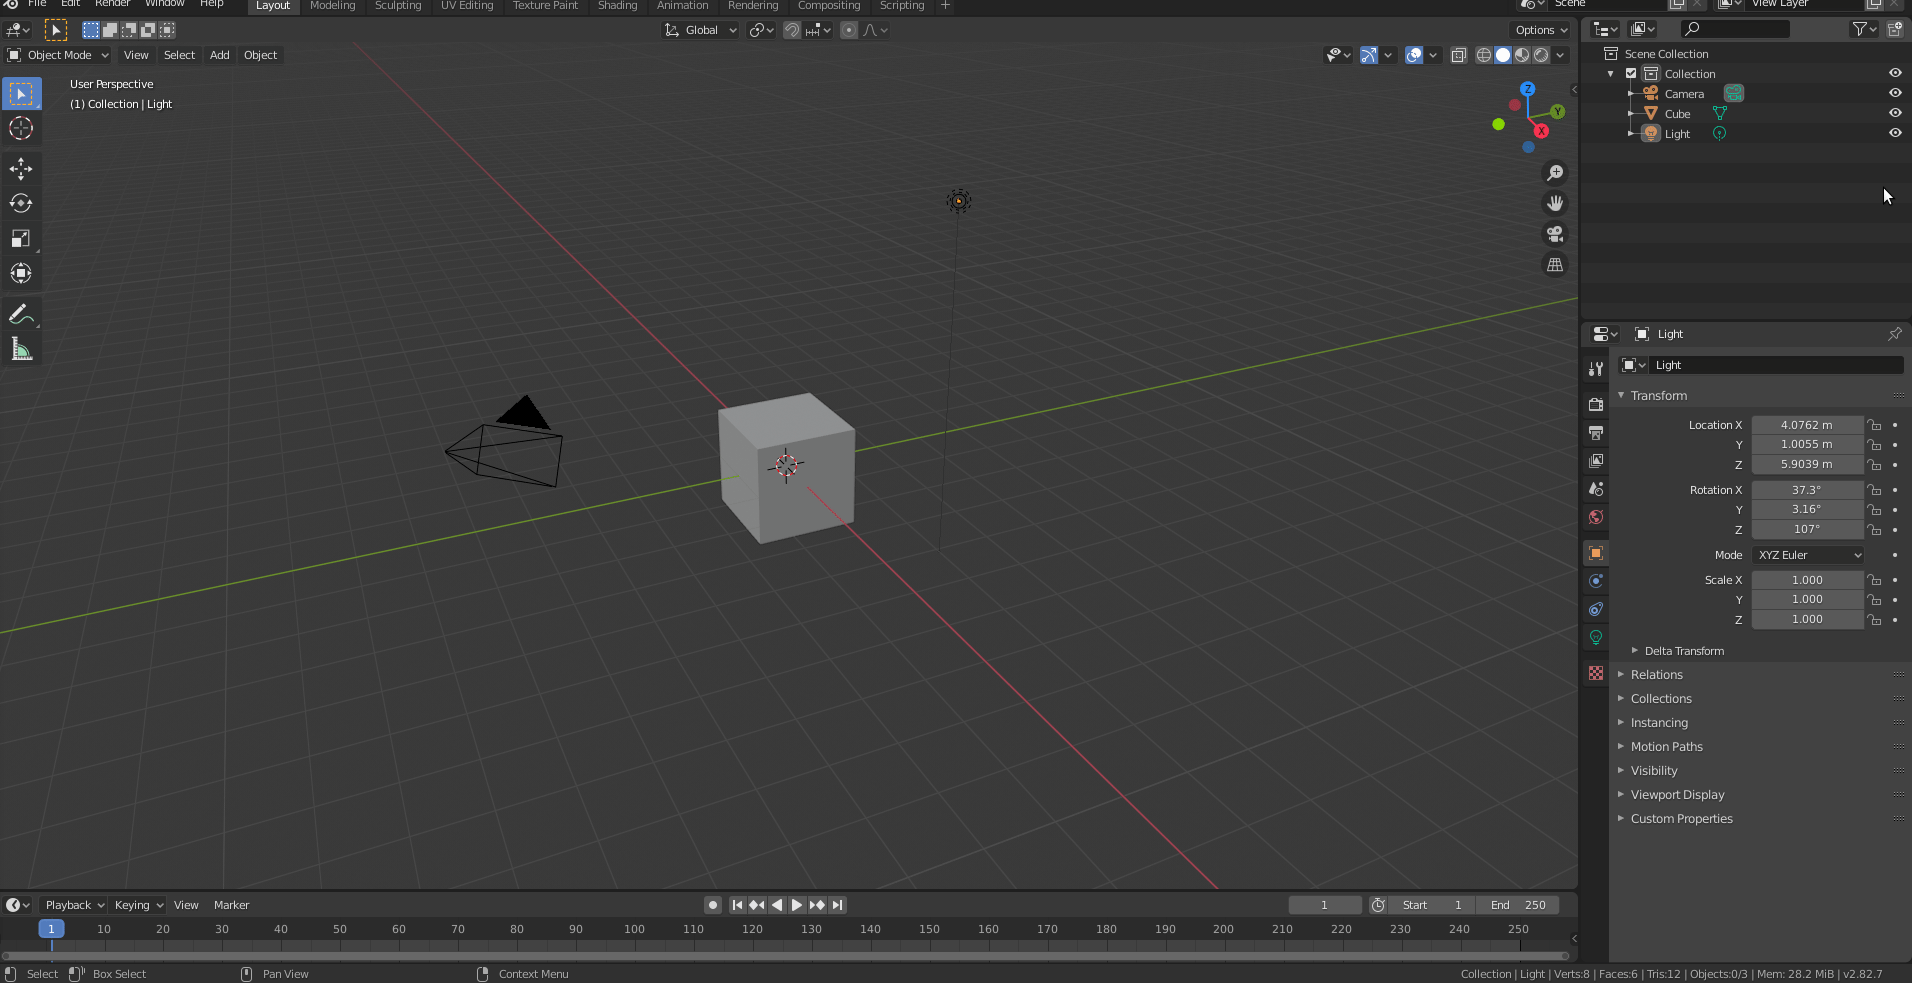 File Edit Render Window Help Layout Modeling Sculpting UV Editing Texture Paint Shading Animation Rendering Compositing Scripting + Scene View Layer
Global Options
Object Mode View Select Add Object
User Perspective
(1) Collection | Light
Z
Y
X
Scene Collection
Collection
Camera
Cube
Light
Light
Light
Transform
Location X 4.0762 m
Y 1.0055 m
Z 5.9039 m
Rotation X 37.3°
Y 3.16°
Z 107°
Mode XYZ Euler
Scale X 1.000
Y 1.000
Z 1.000
Delta Transform
Relations
Collections
Instancing
Motion Paths
Visibility
Viewport Display
Custom Properties
Playback Keying View Marker 1 Start 1 End 250
1 10 20 30 40 50 60 70 80 90 100 110 120 130 140 150 160 170 180 190 200 210 220 230 240 250
Select Box Select Pan View Context Menu Collection | Light | Verts:8 | Faces:6 | Tris:12 | Objects:0/3 | Mem: 28.2 MiB | v2.82.7